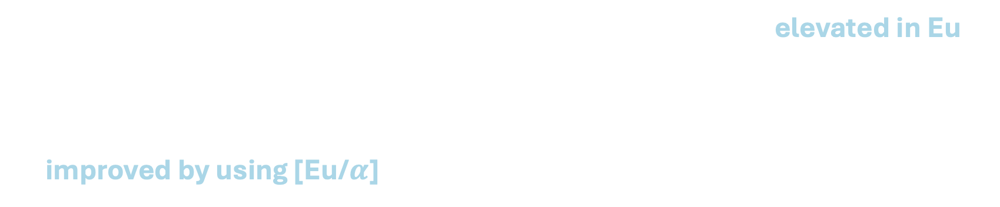 elevated in Eu
improved by using [Eu/𝜶]